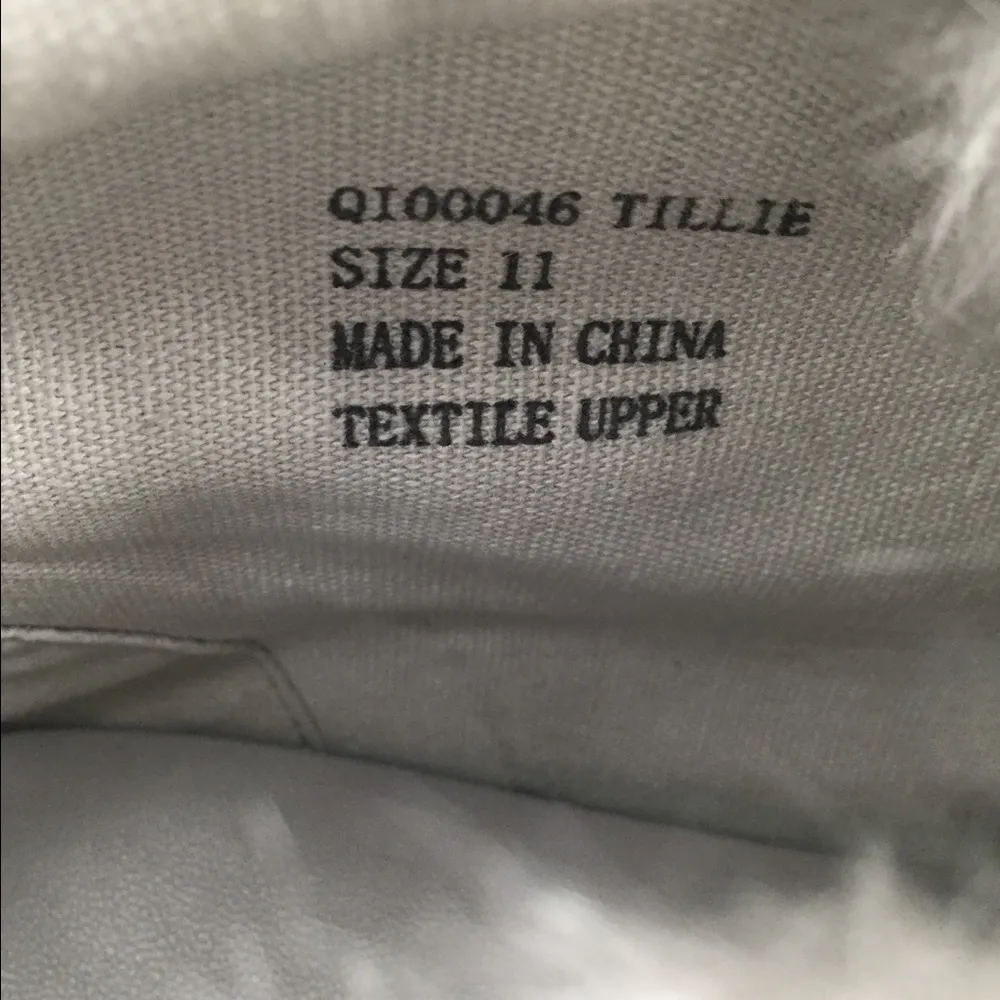 QI00046 TILLIE
SIZE 11
MADE IN CHINA
TEXTILE UPPER